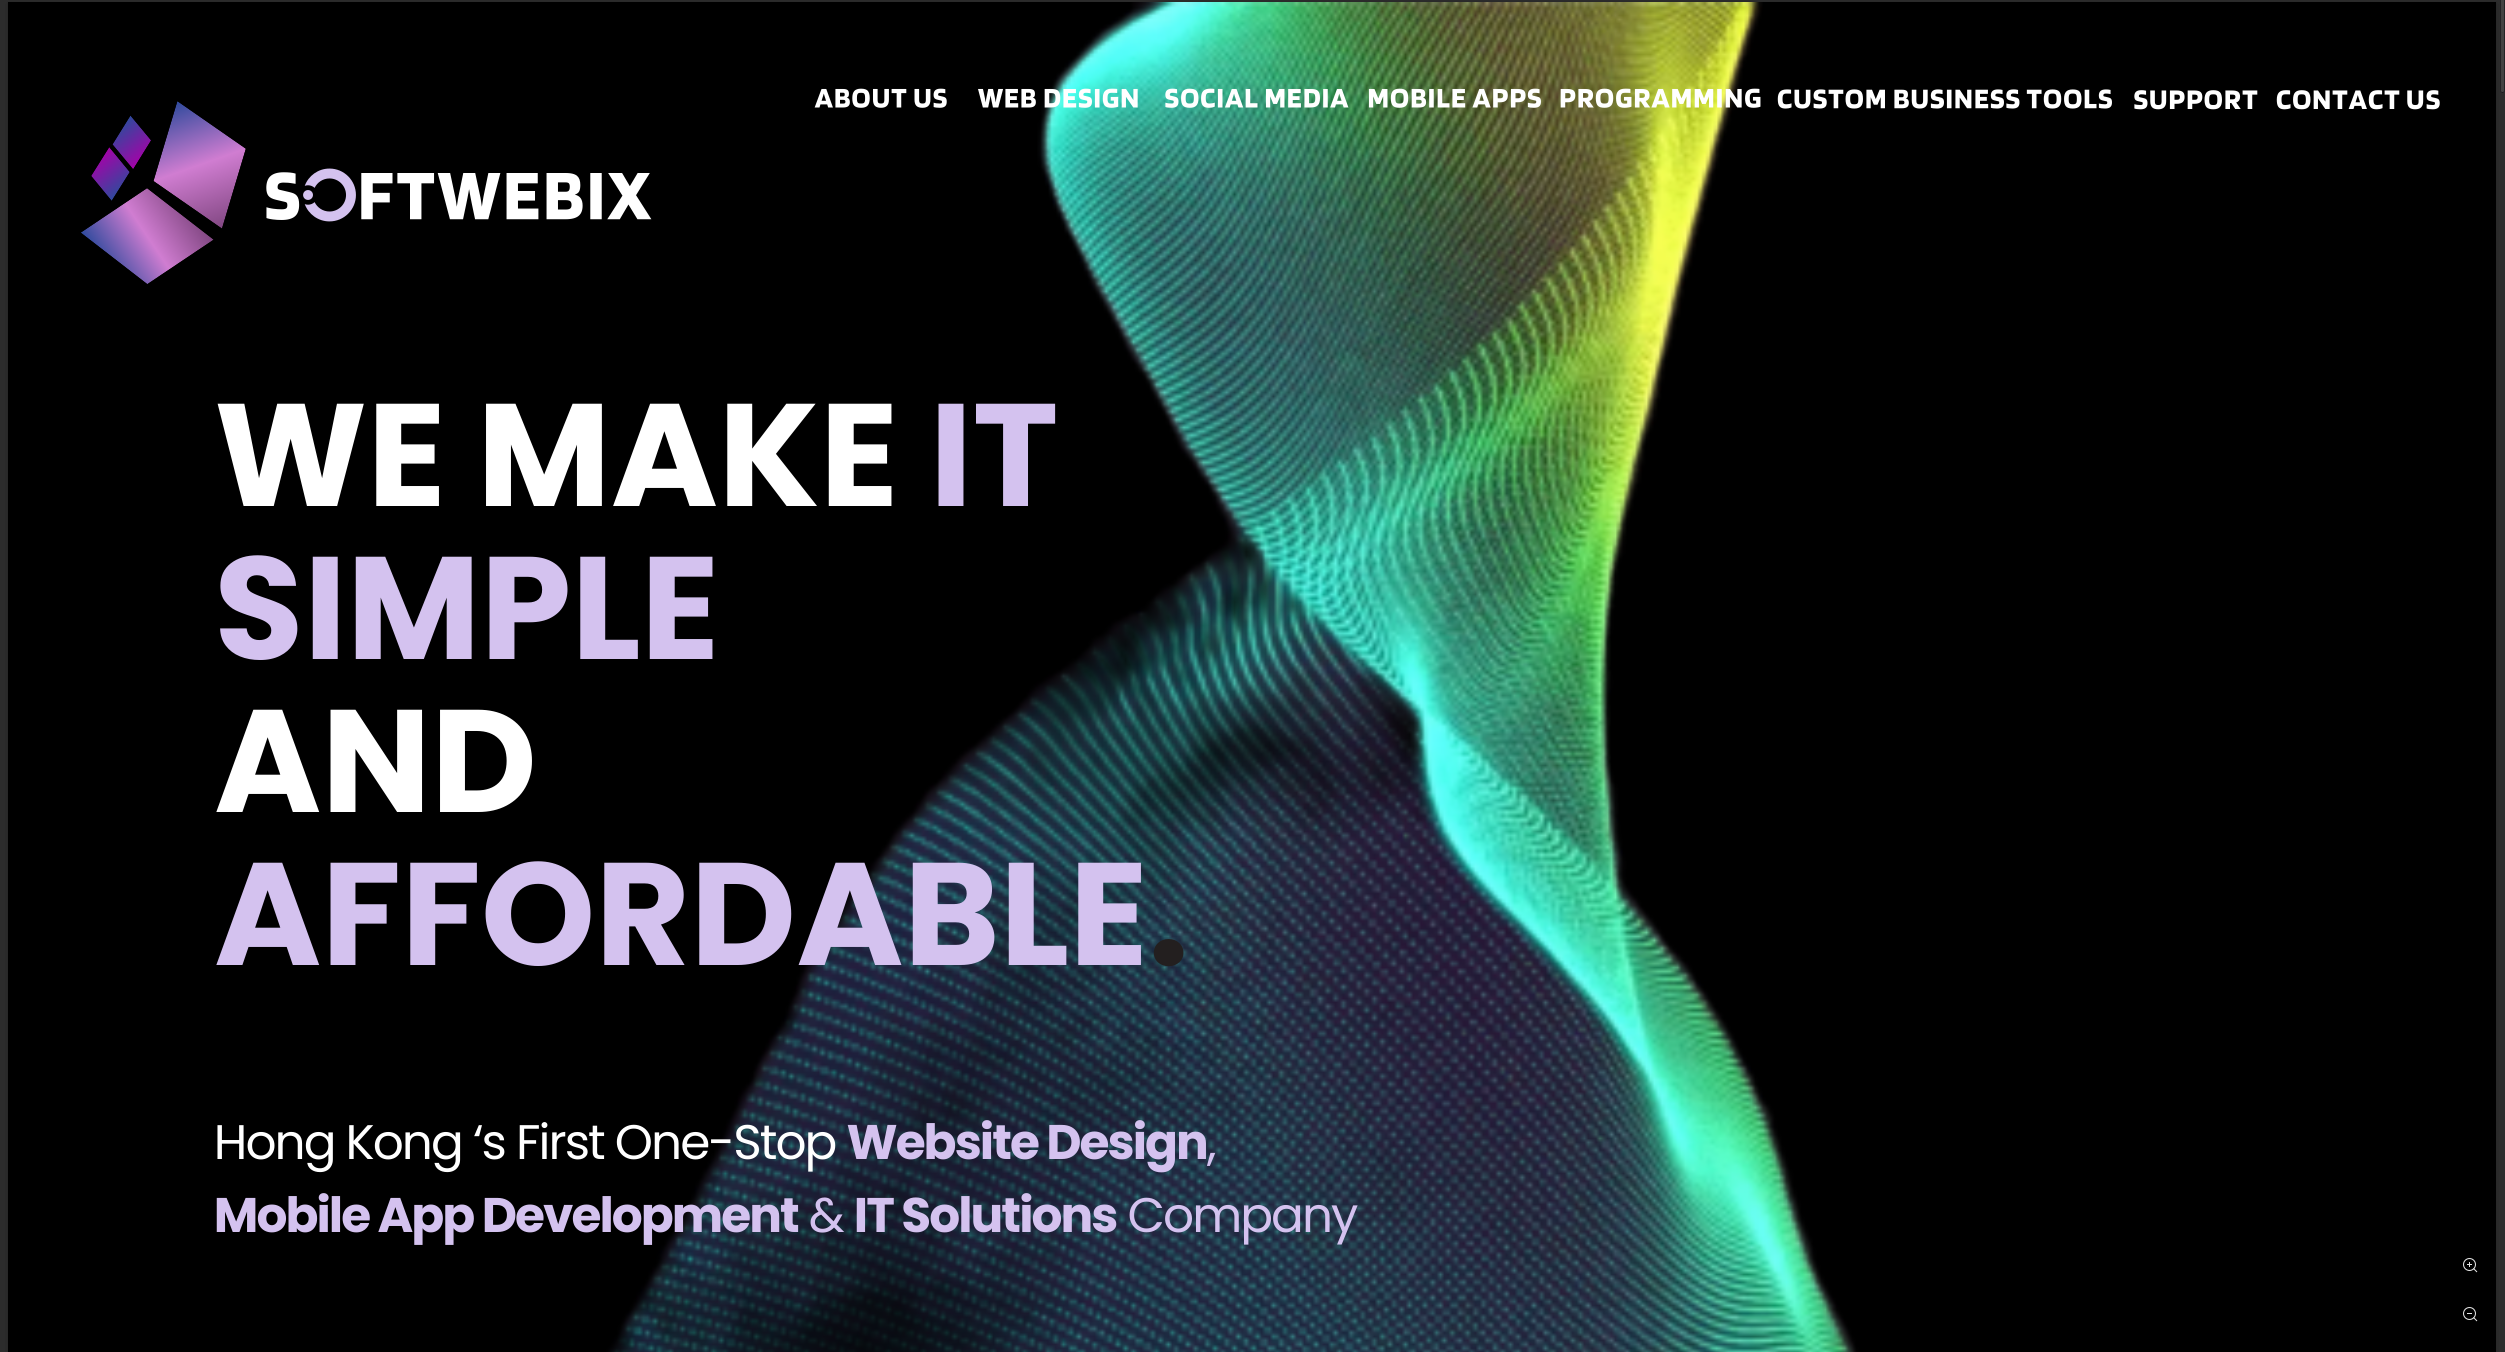 ABOUT US WEB DESIGN SOCIAL MEDIA MOBILE APPS PROGRAMMING CUSTOM BUSINESS TOOLS SUPPORT CONTACT US
SOFTWEBIX
WE MAKE IT
SIMPLE
AND
AFFORDABLE.
Hong Kong ‘s First One-Stop Website Design,
Mobile App Development & IT Solutions Company